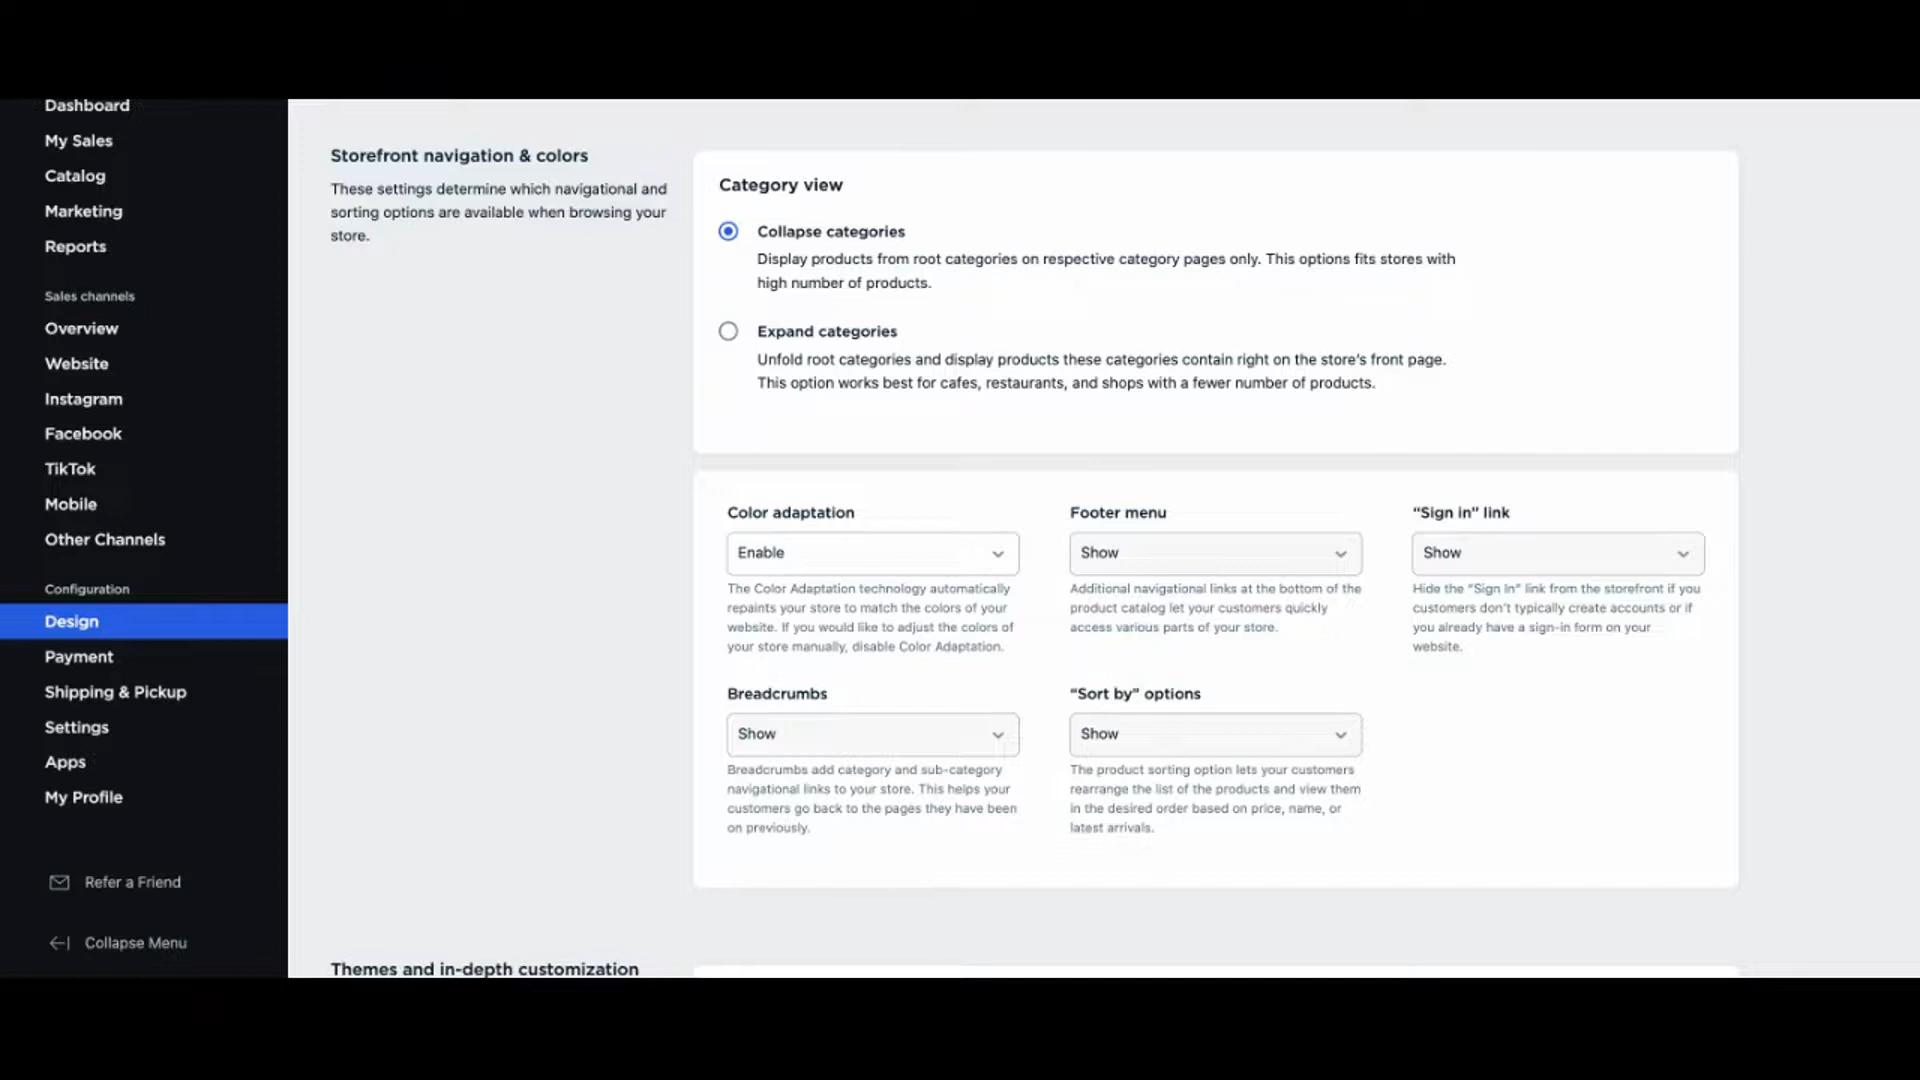 Dashboard
My Sales
Catalog
Marketing
Reports
Sales channels
Overview
Website
Instagram
Facebook
TikTok
Mobile
Other Channels
Configuration
Design
Payment
Shipping & Pickup
Settings
Apps
My Profile
Refer a Friend
Collapse Menu
Storefront navigation & colors
These settings determine which navigational and
sorting options are available when browsing your
store.
Category view
Collapse categories
Display products from root categories on respective category pages only. This options fits stores with
high number of products.
Expand categories
Unfold root categories and display products these categories contain right on the store's front page.
This option works best for cafes, restaurants, and shops with a fewer number of products.
Color adaptation
Enable
The Color Adaptation technology automatically
repaints your store to match the colors of your
website. If you would like to adjust the colors of
your store manually, disable Color Adaptation.
Footer menu
Show
Additional navigational links at the bottom of the
product catalog let your customers quickly
access various parts of your store.
“Sign in” link
Show
Hide the “Sign In” link from the storefront if you
customers don't typically create accounts or if
you already have a sign-in form on your
website.
Breadcrumbs
Show
Breadcrumbs add category and sub-category
navigational links to your store. This helps your
customers go back to the pages they have been
on previously.
“Sort by” options
Show
The product sorting option lets your customers
rearrange the list of the products and view them
in the desired order based on price, name, or
latest arrivals.
Themes and in-depth customization